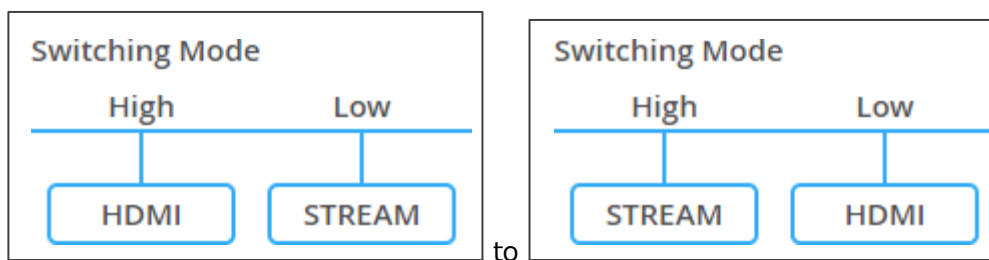 Switching Mode
High Low
HDMI STREAM
to
Switching Mode
High Low
STREAM HDMI